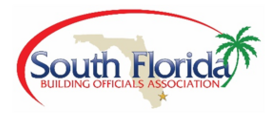 South Florida
BUILDING OFFICIALS ASSOCIATION